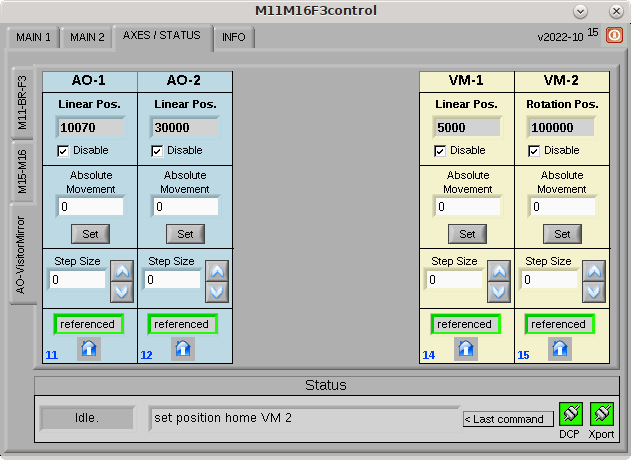 M11M16F3control
MAIN 1
MAIN 2
AXES / STATUS
INFO
v2022-10
15
M11-BR-F3
M15-M16
AO-VisitorMirror
AO-1
AO-2
VM-1
VM-2
Linear Pos.
Linear Pos.
Linear Pos.
Rotation Pos.
10070
30000
5000
100000
Disable
Disable
Disable
Disable
Absolute
Movement
Absolute
Movement
Absolute
Movement
Absolute
Movement
0
0
0
0
Set
Set
Set
Set
Step Size
Step Size
Step Size
Step Size
0
0
0
0
referenced
referenced
referenced
referenced
11
12
14
15
Status
Idle.
set position home VM 2
< Last command
DCP
Xport